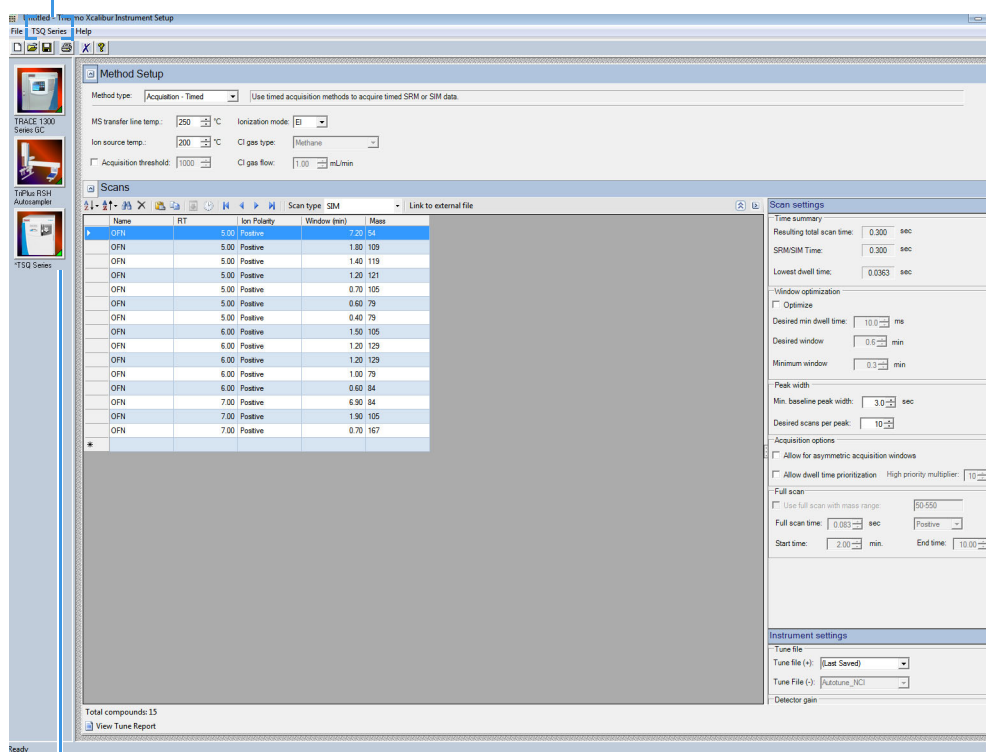 Untitled - Thermo Xcalibur Instrument Setup
File TSQ Series Help
TRACE 1300
Series GC
TriPlus RSH
Autosampler
*TSQ Series
Method Setup
Method type: Acquisition - Timed Use timed acquisition methods to acquire timed SRM or SIM data.
MS transfer line temp.: 250 °C Ionization mode: EI
Ion source temp.: 200 °C CI gas type: Methane
Acquisition threshold: 1000 CI gas flow: 1.00 mL/min
Scans
Scan type SIM Link to external file
Name RT Ion Polarity Window (min) Mass
OFN 5.00 Positive 7.20 54
OFN 5.00 Positive 1.80 109
OFN 5.00 Positive 1.40 119
OFN 5.00 Positive 1.20 121
OFN 5.00 Positive 0.70 105
OFN 5.00 Positive 0.60 79
OFN 5.00 Positive 0.40 79
OFN 6.00 Positive 1.50 105
OFN 6.00 Positive 1.20 129
OFN 6.00 Positive 1.20 129
OFN 6.00 Positive 1.00 79
OFN 6.00 Positive 0.60 84
OFN 7.00 Positive 6.90 84
OFN 7.00 Positive 1.90 105
OFN 7.00 Positive 0.70 167
Total compounds: 15
View Tune Report
Scan settings
Time summary
Resulting total scan time: 0.300 sec
SRM/SIM Time: 0.300 sec
Lowest dwell time: 0.0363 sec
Window optimization
Optimize
Desired min dwell time: 10.0 ms
Desired window 0.6 min
Minimum window 0.3 min
Peak width
Min. baseline peak width: 3.0 sec
Desired scans per peak: 10
Acquisition options
Allow for asymmetric acquisition windows
Allow dwell time prioritization High priority multiplier: 10
Full scan
Use full scan with mass range: 50-550
Full scan time: 0.083 sec Positive
Start time: 2.00 min. End time: 10.00
Instrument settings
Tune file
Tune file (+): (Last Saved)
Tune File (-): Autotune_NCI
Detector gain
Ready